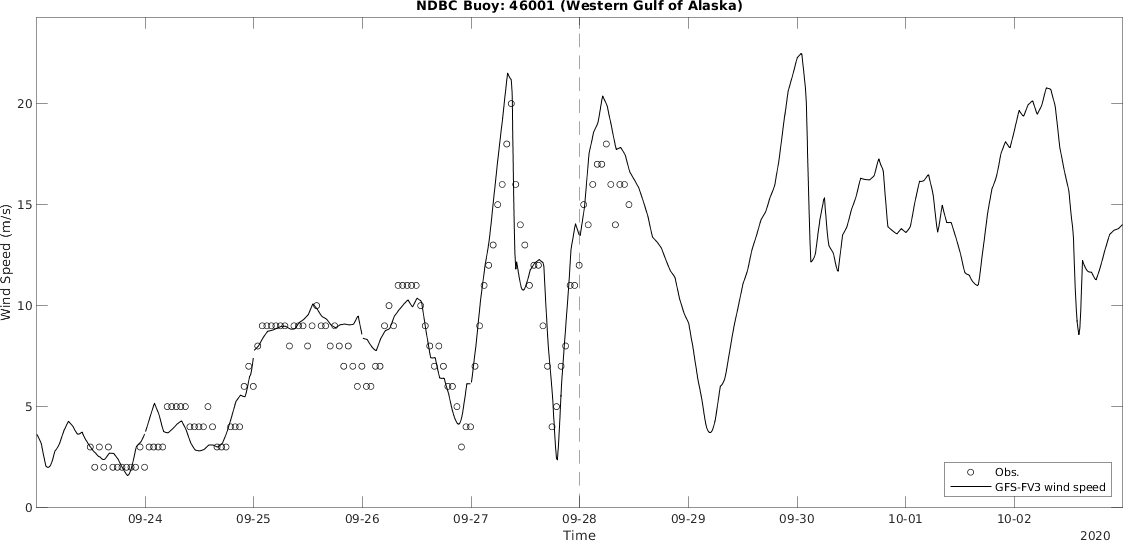 NDBC Buoy: 46001 (Western Gulf of Alaska)
20
15
10
5
0
Wind Speed (m/s)
Obs.
GFS-FV3 wind speed
09-24 09-25 09-26 09-27 09-28 09-29 09-30 10-01 10-02
Time
2020